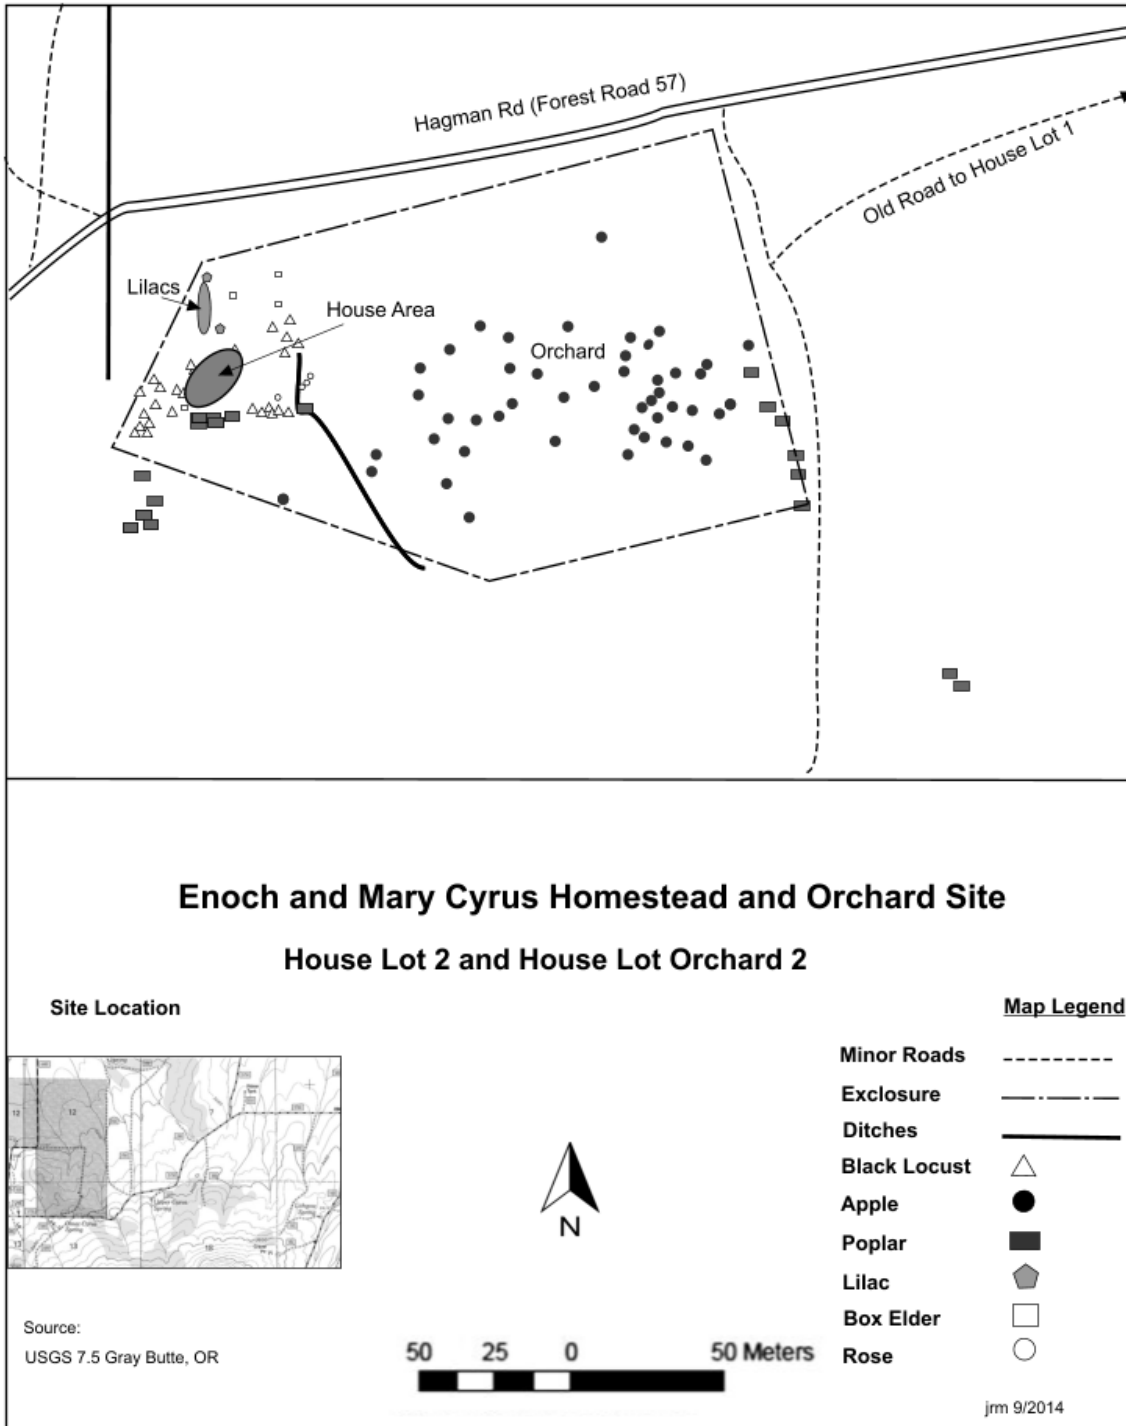 Hagman Rd (Forest Road 57)
Old Road to House Lot 1
Lilacs
House Area
Orchard
Enoch and Mary Cyrus Homestead and Orchard Site
House Lot 2 and House Lot Orchard 2
Site Location
Map Legend
Minor Roads
Exclosure
Ditches
Black Locust
Apple
Poplar
Lilac
Box Elder
Rose
12
13
N
Source:
USGS 7.5 Gray Butte, OR
50 25 0 50 Meters
jrm 9/2014